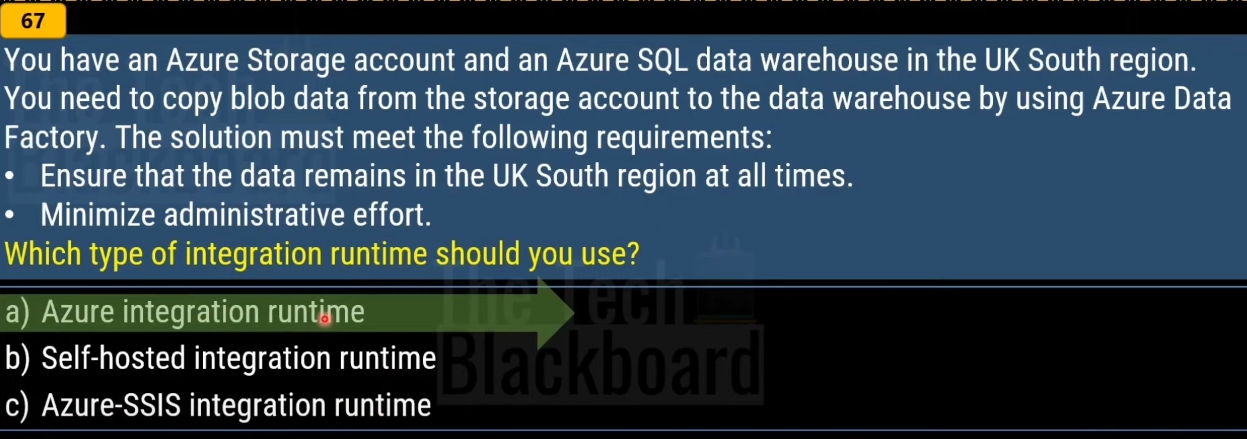 67
You have an Azure Storage account and an Azure SQL data warehouse in the UK South region.
You need to copy blob data from the storage account to the data warehouse by using Azure Data
Factory. The solution must meet the following requirements:
• Ensure that the data remains in the UK South region at all times.
• Minimize administrative effort.
Which type of integration runtime should you use?
The Tech
a) Azure integration runtime
b) Self-hosted integration runtime
Blackboard
c) Azure-SSIS integration runtime